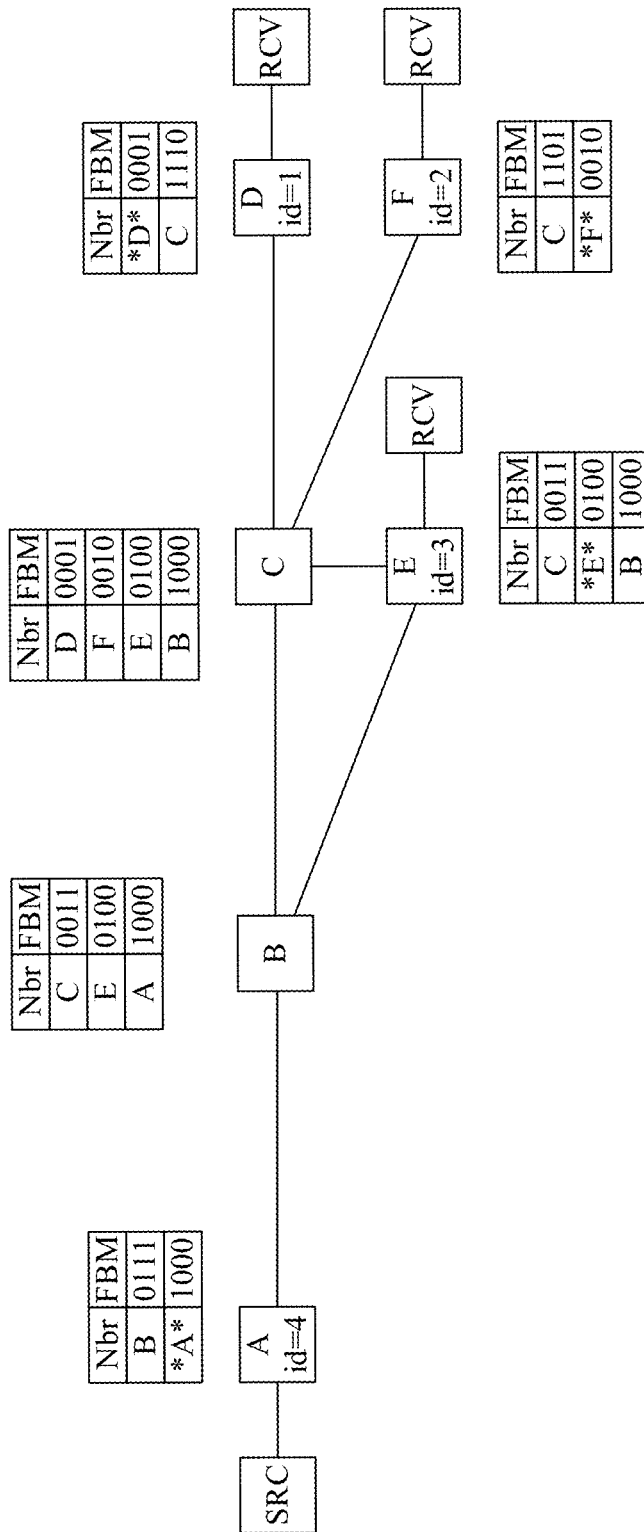 Nbr FBM
B 0111
*A* 1000
Nbr FBM
C 0011
E 0100
A 1000
Nbr FBM
D 0001
F 0010
E 0100
B 1000
Nbr FBM
*D* 0001
C 1110
SRC
A
id=4
B
C
D
id=1
RCV
E
id=3
RCV
F
id=2
RCV
Nbr FBM
C 0011
*E* 0100
B 1000
Nbr FBM
C 1101
*F* 0010